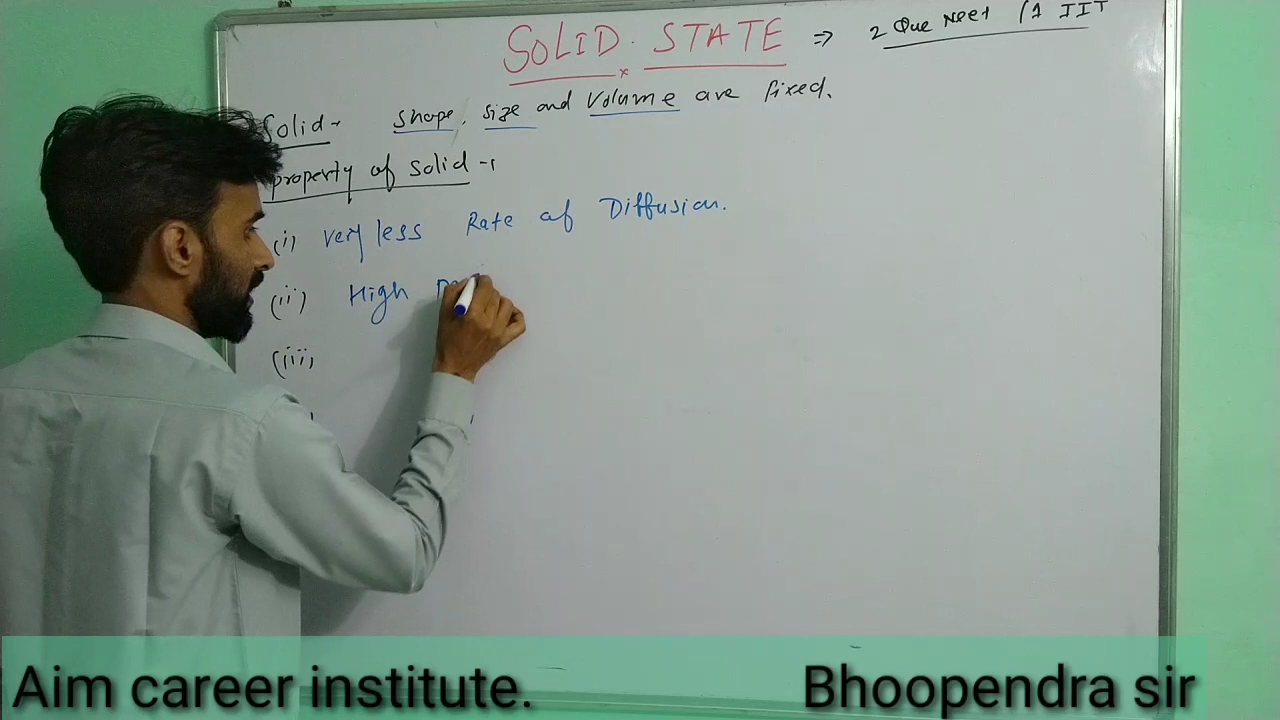 SOLID STATE ⇒ 2 Que Neet /1 IIT
Solid → shape, size and Volume are fixed.
property of solid -:
(i) very less Rate of Diffusion.
(ii) High
(iii)
Aim career institute. Bhoopendra sir